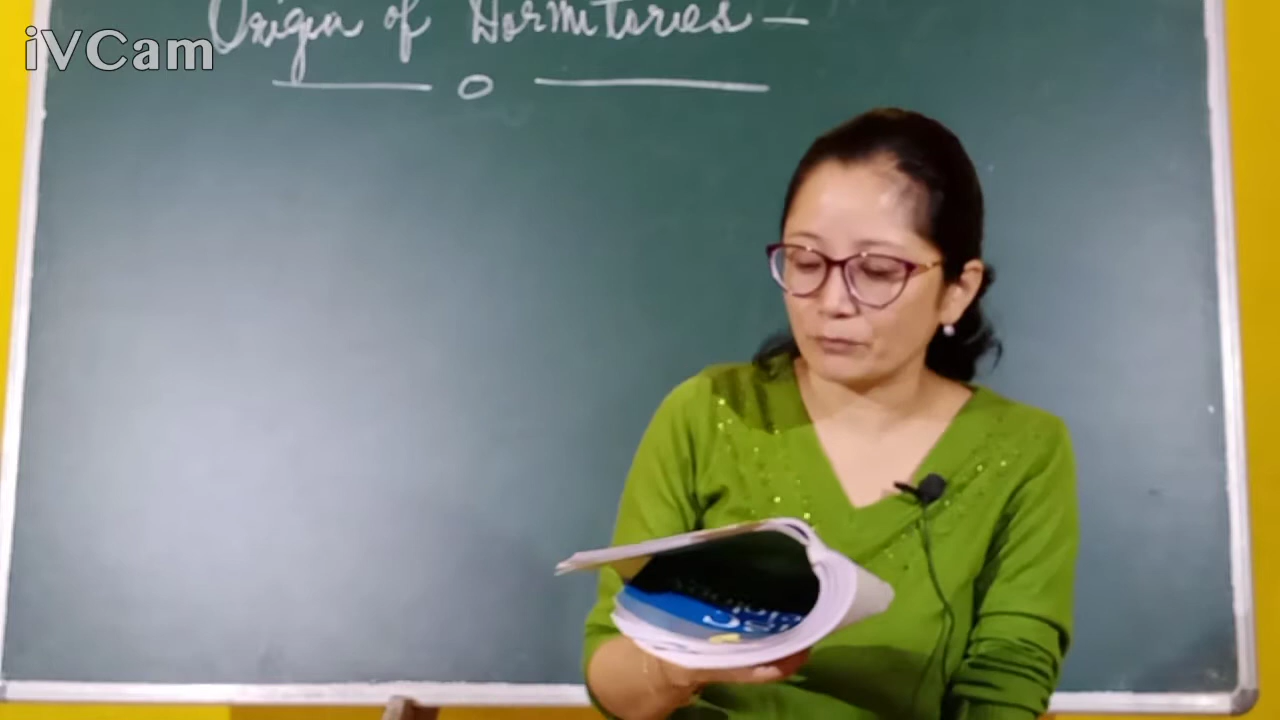 Origin of Dormitories —
iVCam